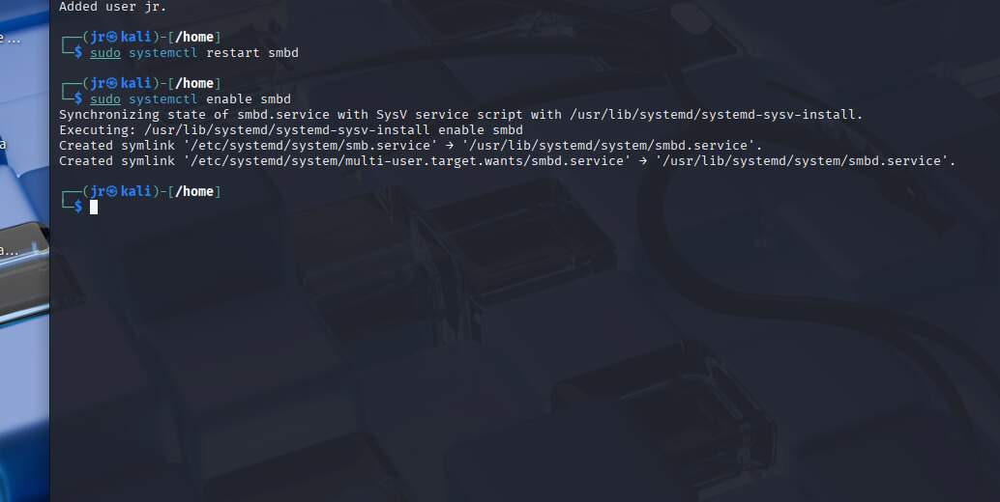 Added user jr.
┌──(jr㉿kali)-[/home]
└─$ sudo systemctl restart smbd
┌──(jr㉿kali)-[/home]
└─$ sudo systemctl enable smbd
Synchronizing state of smbd.service with SysV service script with /usr/lib/systemd/systemd-sysv-install.
Executing: /usr/lib/systemd/systemd-sysv-install enable smbd
Created symlink '/etc/systemd/system/smb.service' → '/usr/lib/systemd/system/smbd.service'.
Created symlink '/etc/systemd/system/multi-user.target.wants/smbd.service' → '/usr/lib/systemd/system/smbd.service'.
┌──(jr㉿kali)-[/home]
└─$